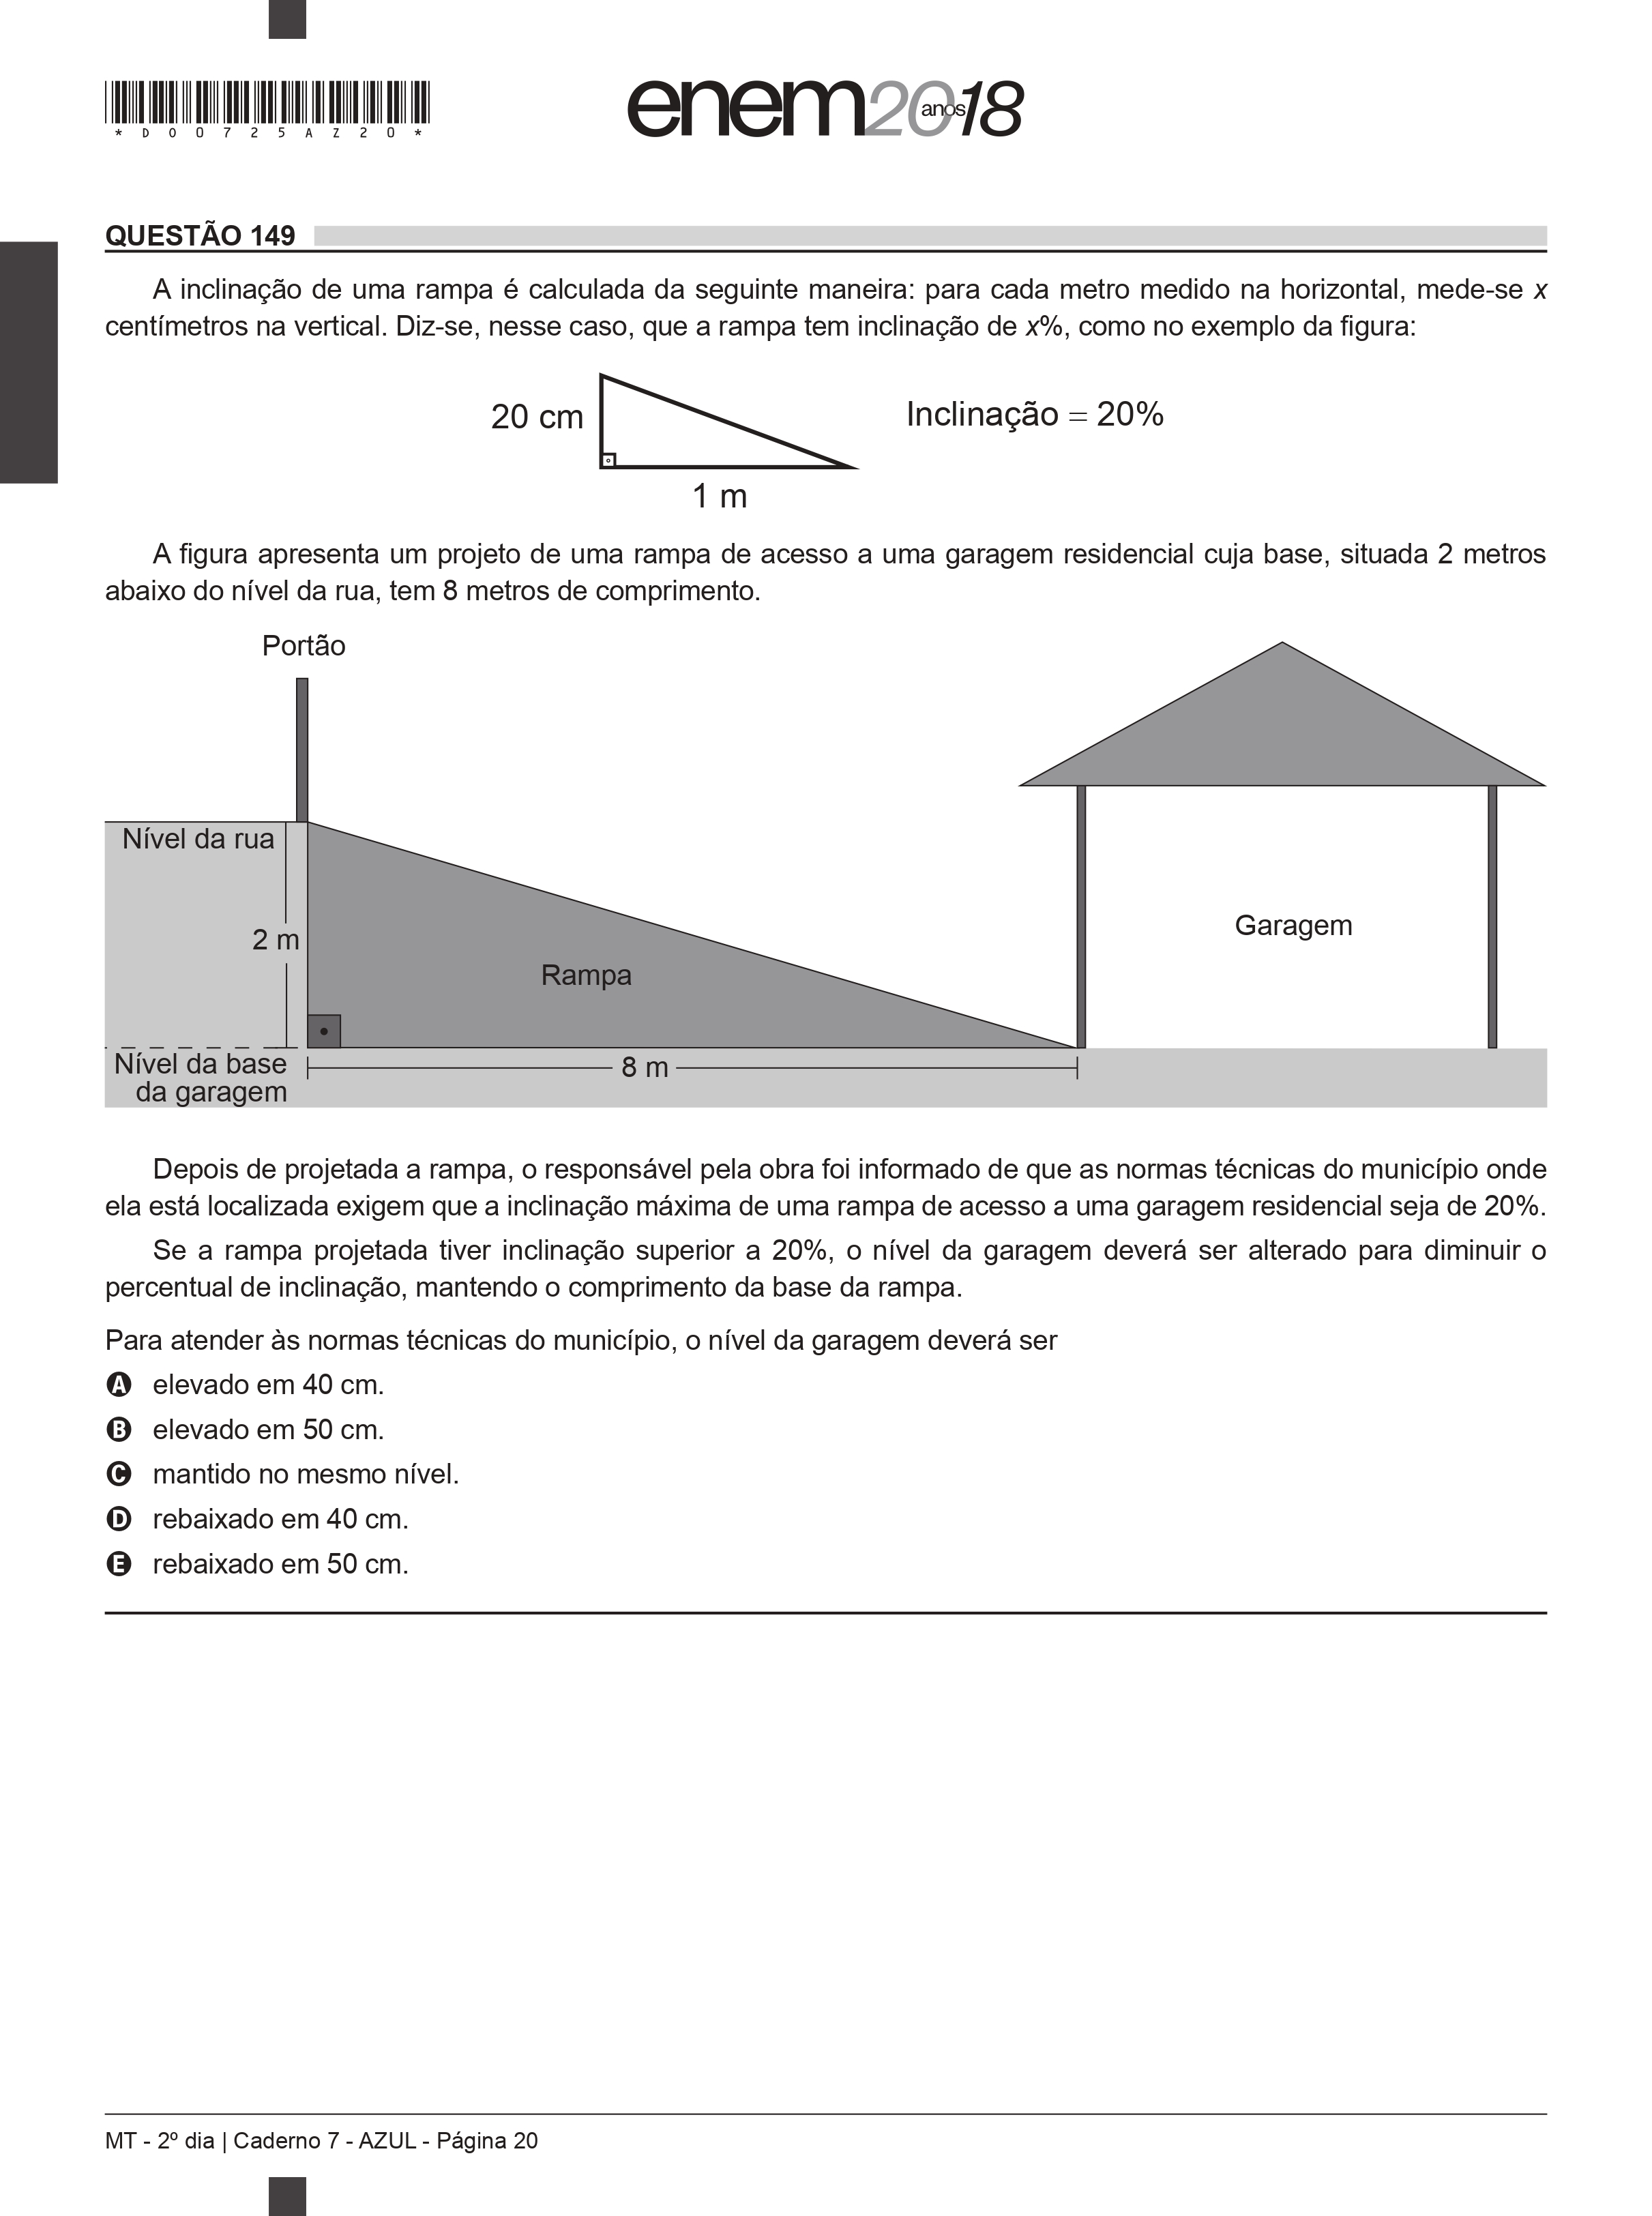 *D0725AZ20*
enem20anos18
QUESTÃO 149
A inclinação de uma rampa é calculada da seguinte maneira: para cada metro medido na horizontal, mede-se x
centímetros na vertical. Diz-se, nesse caso, que a rampa tem inclinação de x%, como no exemplo da figura:
20 cm
Inclinação = 20%
1 m
A figura apresenta um projeto de uma rampa de acesso a uma garagem residencial cuja base, situada 2 metros
abaixo do nível da rua, tem 8 metros de comprimento.
Portão
Nível da rua
2 m
Rampa
Garagem
Nível da base
da garagem
8 m
Depois de projetada a rampa, o responsável pela obra foi informado de que as normas técnicas do município onde
ela está localizada exigem que a inclinação máxima de uma rampa de acesso a uma garagem residencial seja de 20%.
Se a rampa projetada tiver inclinação superior a 20%, o nível da garagem deverá ser alterado para diminuir o
percentual de inclinação, mantendo o comprimento da base da rampa.
Para atender às normas técnicas do município, o nível da garagem deverá ser
A elevado em 40 cm.
B elevado em 50 cm.
C mantido no mesmo nível.
D rebaixado em 40 cm.
E rebaixado em 50 cm.
MT - 2º dia | Caderno 7 - AZUL - Página 20